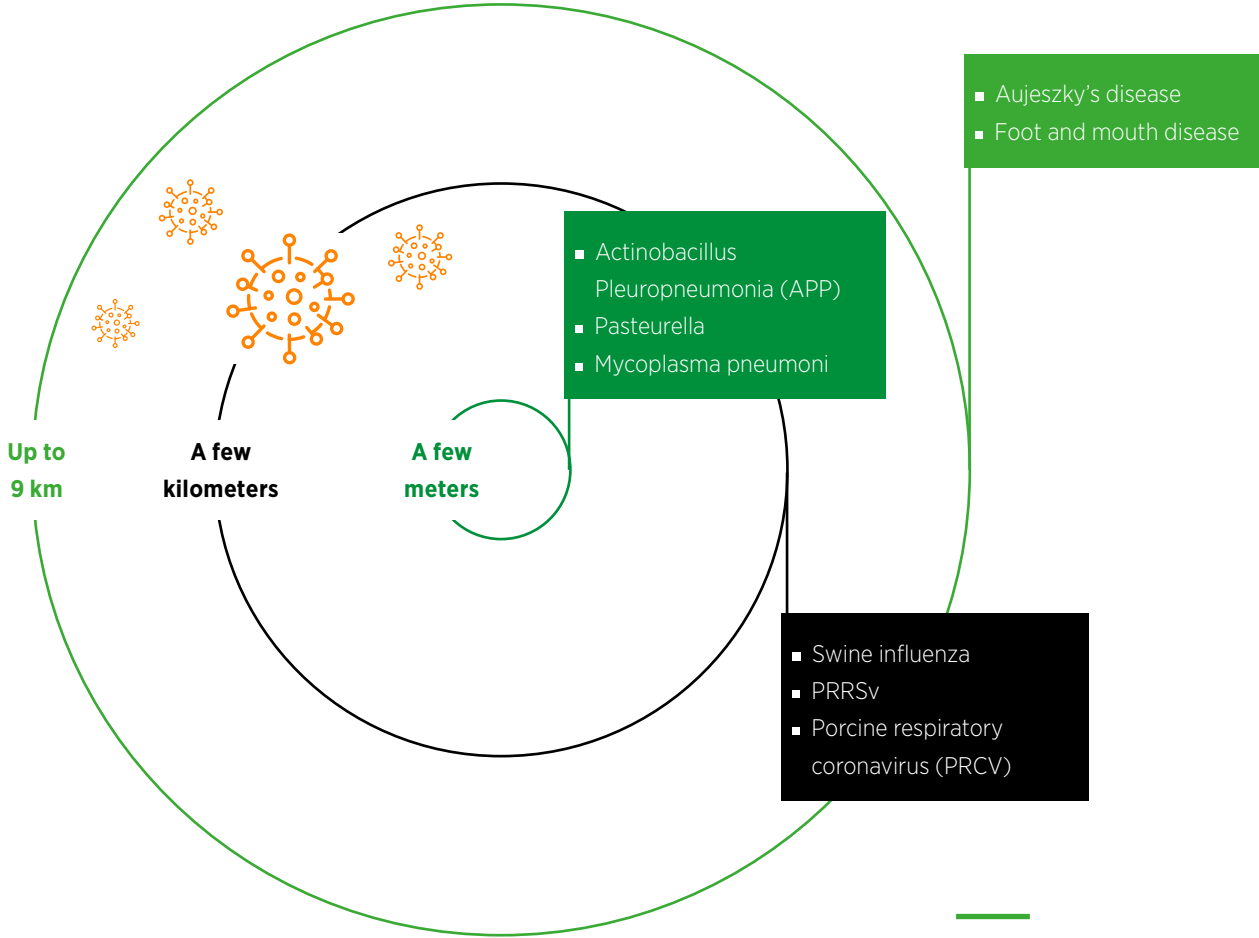 Aujeszky's disease
Foot and mouth disease
Actinobacillus
Pleuropneumonia (APP)
Pasteurella
Mycoplasma pneumoni
Up to
9 km
A few
kilometers
A few
meters
Swine influenza
PRRSv
Porcine respiratory
coronavirus (PRCV)